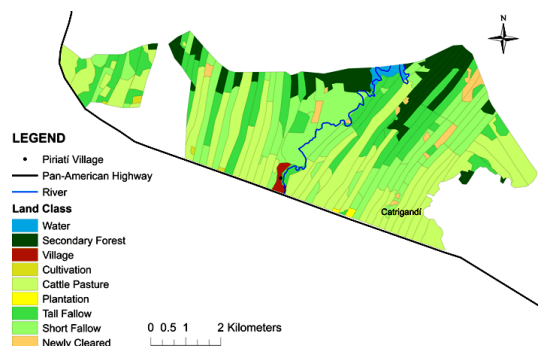 N
LEGEND
Piriatí Village
Pan-American Highway
River
Land Class
Water
Secondary Forest
Village
Cultivation
Cattle Pasture
Plantation
Tall Fallow
Short Fallow
Newly Cleared
Catrigandí
0 0.5 1 2 Kilometers